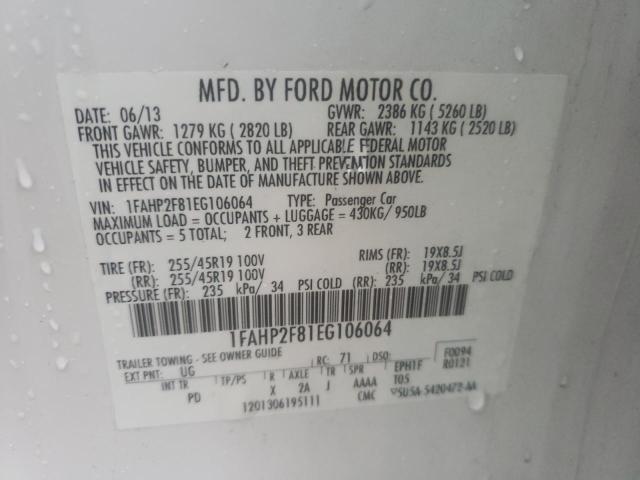 MFD. BY FORD MOTOR CO.
DATE: 06/13 GVWR: 2386 KG ( 5260 LB)
FRONT GAWR: 1279 KG ( 2820 LB) REAR GAWR: 1143 KG ( 2520 LB)
THIS VEHICLE CONFORMS TO ALL APPLICABLE FEDERAL MOTOR
VEHICLE SAFETY, BUMPER, AND THEFT PREVENTION STANDARDS
IN EFFECT ON THE DATE OF MANUFACTURE SHOWN ABOVE.
VIN: 1FAHP2F81EG106064 TYPE: Passenger Car
MAXIMUM LOAD = OCCUPANTS + LUGGAGE = 430KG/ 950LB
OCCUPANTS = 5 TOTAL; 2 FRONT, 3 REAR
TIRE (FR): 255/45R19 100V RIMS (FR): 19X8.5J
(RR): 255/45R19 100V (RR): 19X8.5J
PRESSURE (FR): 235 kPa/ 34 PSI COLD (RR): 235 kPa/ 34 PSI COLD
1FAHP2F81EG106064
TRAILER TOWING - SEE OWNER GUIDE F0094
EXT PNT: UG RC: 71 DSO: R0121
INT TR TP/PS R AXLE TR SPR EPH1F
PD X 2A J AAAA T05
1201306195111 CMC 5U5A 5420472 AA